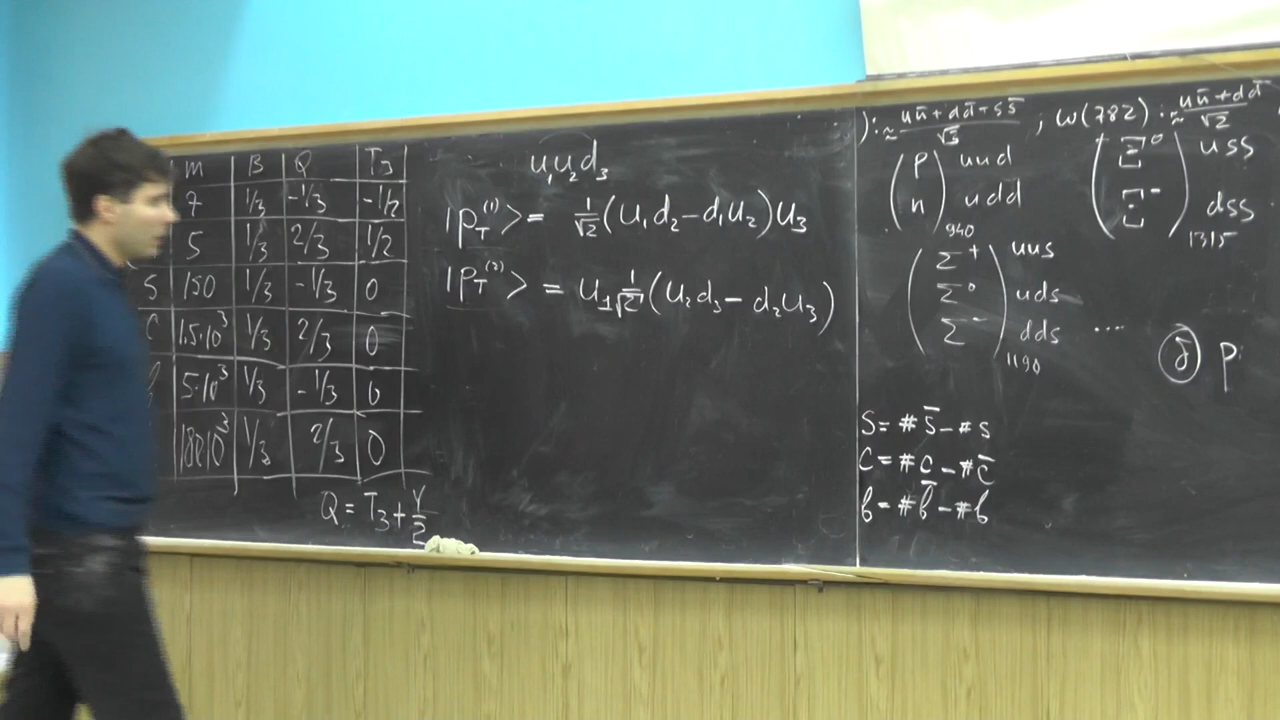 m B Q T₃
7 1/3 -1/3 -1/2
5 1/3 2/3 1/2
S 150 1/3 -1/3 0
C 1.5·10³ 1/3 2/3 0
5·10³ 1/3 -1/3 0
180·10³ 1/3 2/3 0
Q = T₃ + Y/2
u₁u₂d₃
|p_T⁽¹⁾> = 1/√2 (u₁d₂ - d₁u₂)u₃
|p_T⁽²⁾> = u₁ 1/√2 (u₂d₃ - d₂u₃)
): ≈ (uū + dd̄ + ss̄)/√3 , ω(782) : ≈ (uū + dd̄)/√2
(p) uud
(n) udd
940
(Ξ⁰) uss
(Ξ⁻) dss
1315
(Σ⁺) uus
(Σ⁰) uds
(Σ⁻) dds ....
1190
δ p
S = # s̄ - # s
C = # c - # c̄
b = # b̄ - # b